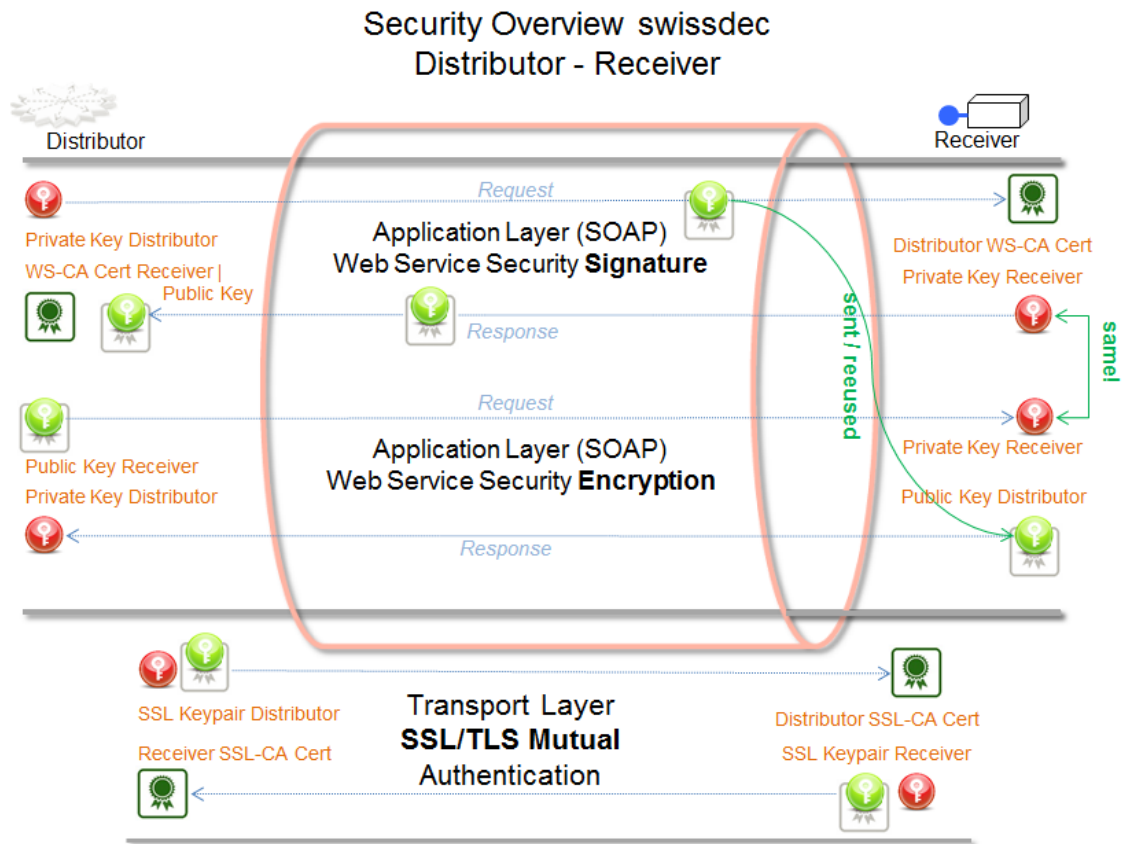 Security Overview swissdec
Distributor - Receiver
Distributor
Receiver
Request
Private Key Distributor
Application Layer (SOAP)
Web Service Security Signature
Distributor WS-CA Cert
WS-CA Cert Receiver |
Public Key
Private Key Receiver
Response
sent / reeused
same!
Request
Public Key Receiver
Application Layer (SOAP)
Web Service Security Encryption
Private Key Receiver
Private Key Distributor
Public Key Distributor
Response
SSL Keypair Distributor
Transport Layer
SSL/TLS Mutual
Authentication
Distributor SSL-CA Cert
Receiver SSL-CA Cert
SSL Keypair Receiver